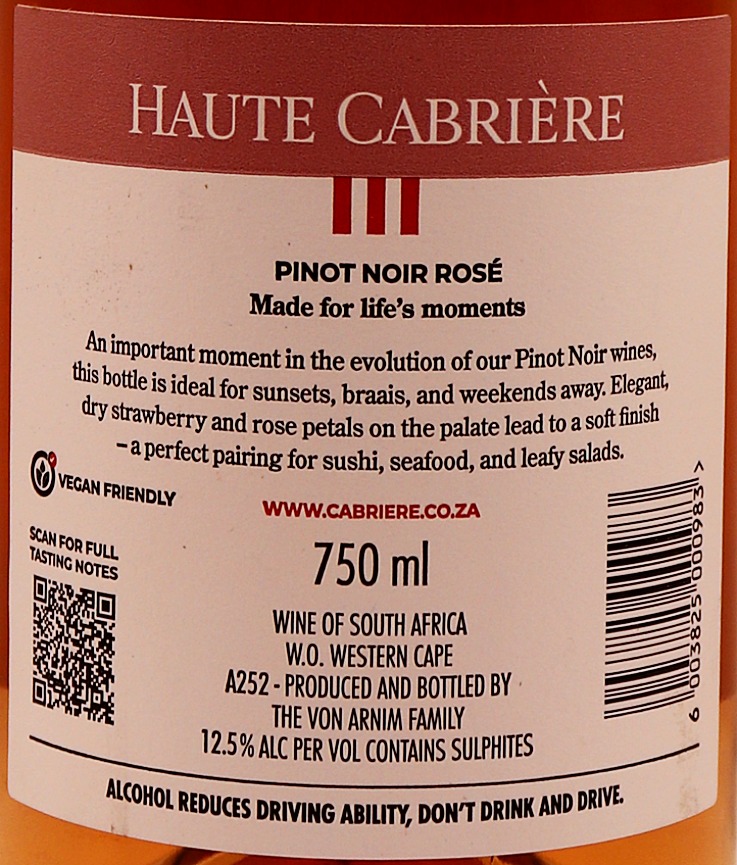 HAUTE CABRIÈRE
PINOT NOIR ROSÉ
Made for life's moments
An important moment in the evolution of our Pinot Noir wines,
this bottle is ideal for sunsets, braais, and weekends away. Elegant,
dry strawberry and rose petals on the palate lead to a soft finish
– a perfect pairing for sushi, seafood, and leafy salads.
VEGAN FRIENDLY
WWW.CABRIERE.CO.ZA
SCAN FOR FULL
TASTING NOTES
750 ml
WINE OF SOUTH AFRICA
W.O. WESTERN CAPE
A252 - PRODUCED AND BOTTLED BY
THE VON ARNIM FAMILY
12.5% ALC PER VOL CONTAINS SULPHITES
6 003825 000983 >
ALCOHOL REDUCES DRIVING ABILITY, DON'T DRINK AND DRIVE.